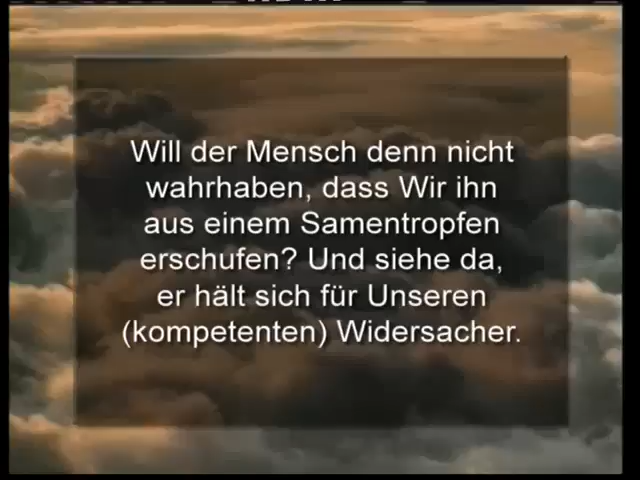 Will der Mensch denn nicht
wahrhaben, dass Wir ihn
aus einem Samentropfen
erschufen? Und siehe da,
er hält sich für Unseren
(kompetenten) Widersacher.